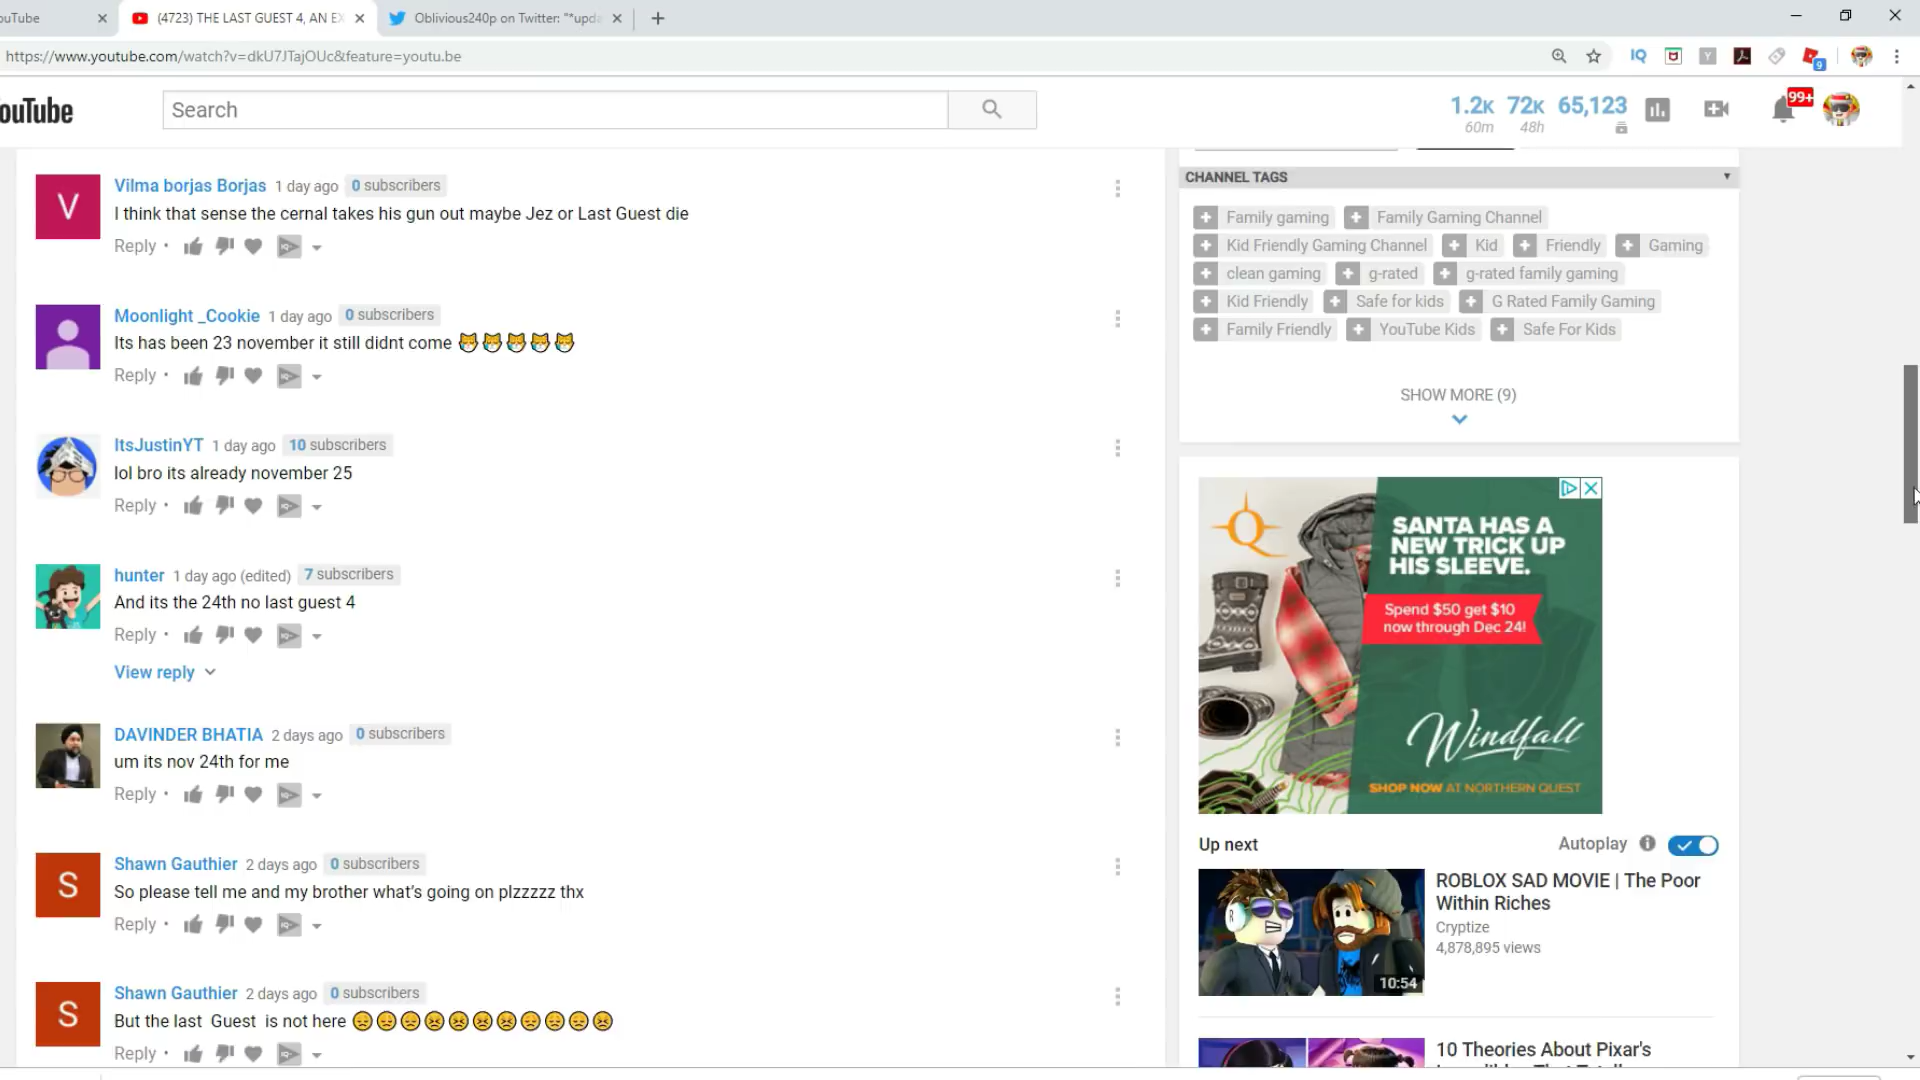 ouTube
(4723) THE LAST GUEST 4, AN EX
Oblivious240p on Twitter: "*upda
https://www.youtube.com/watch?v=dkU7JTajOUc&feature=youtu.be
IQ
Y
9
ouTube
Search
1.2K 72K 65,123
60m 48h
99+
V
Vilma borjas Borjas 1 day ago 0 subscribers
I think that sense the cernal takes his gun out maybe Jez or Last Guest die
Reply •
Moonlight _Cookie 1 day ago 0 subscribers
Its has been 23 november it still didnt come 😿😿😿😿😿
Reply •
ItsJustinYT 1 day ago 10 subscribers
lol bro its already november 25
Reply •
hunter 1 day ago (edited) 7 subscribers
And its the 24th no last guest 4
Reply •
View reply
DAVINDER BHATIA 2 days ago 0 subscribers
um its nov 24th for me
Reply •
S
Shawn Gauthier 2 days ago 0 subscribers
So please tell me and my brother what's going on plzzzzz thx
Reply •
S
Shawn Gauthier 2 days ago 0 subscribers
But the last Guest is not here 😞😞😞😣😣😣😣😞😞😞😣
Reply •
CHANNEL TAGS
Family gaming Family Gaming Channel
Kid Friendly Gaming Channel Kid Friendly Gaming
clean gaming g-rated g-rated family gaming
Kid Friendly Safe for kids G Rated Family Gaming
Family Friendly YouTube Kids Safe For Kids
SHOW MORE (9)
Q
SANTA HAS A
NEW TRICK UP
HIS SLEEVE.
Spend $50 get $10
now through Dec 24!
Windfall
SHOP NOW AT NORTHERN QUEST
Up next Autoplay
ROBLOX SAD MOVIE | The Poor
Within Riches
Cryptize
4,878,895 views
10:54
10 Theories About Pixar's